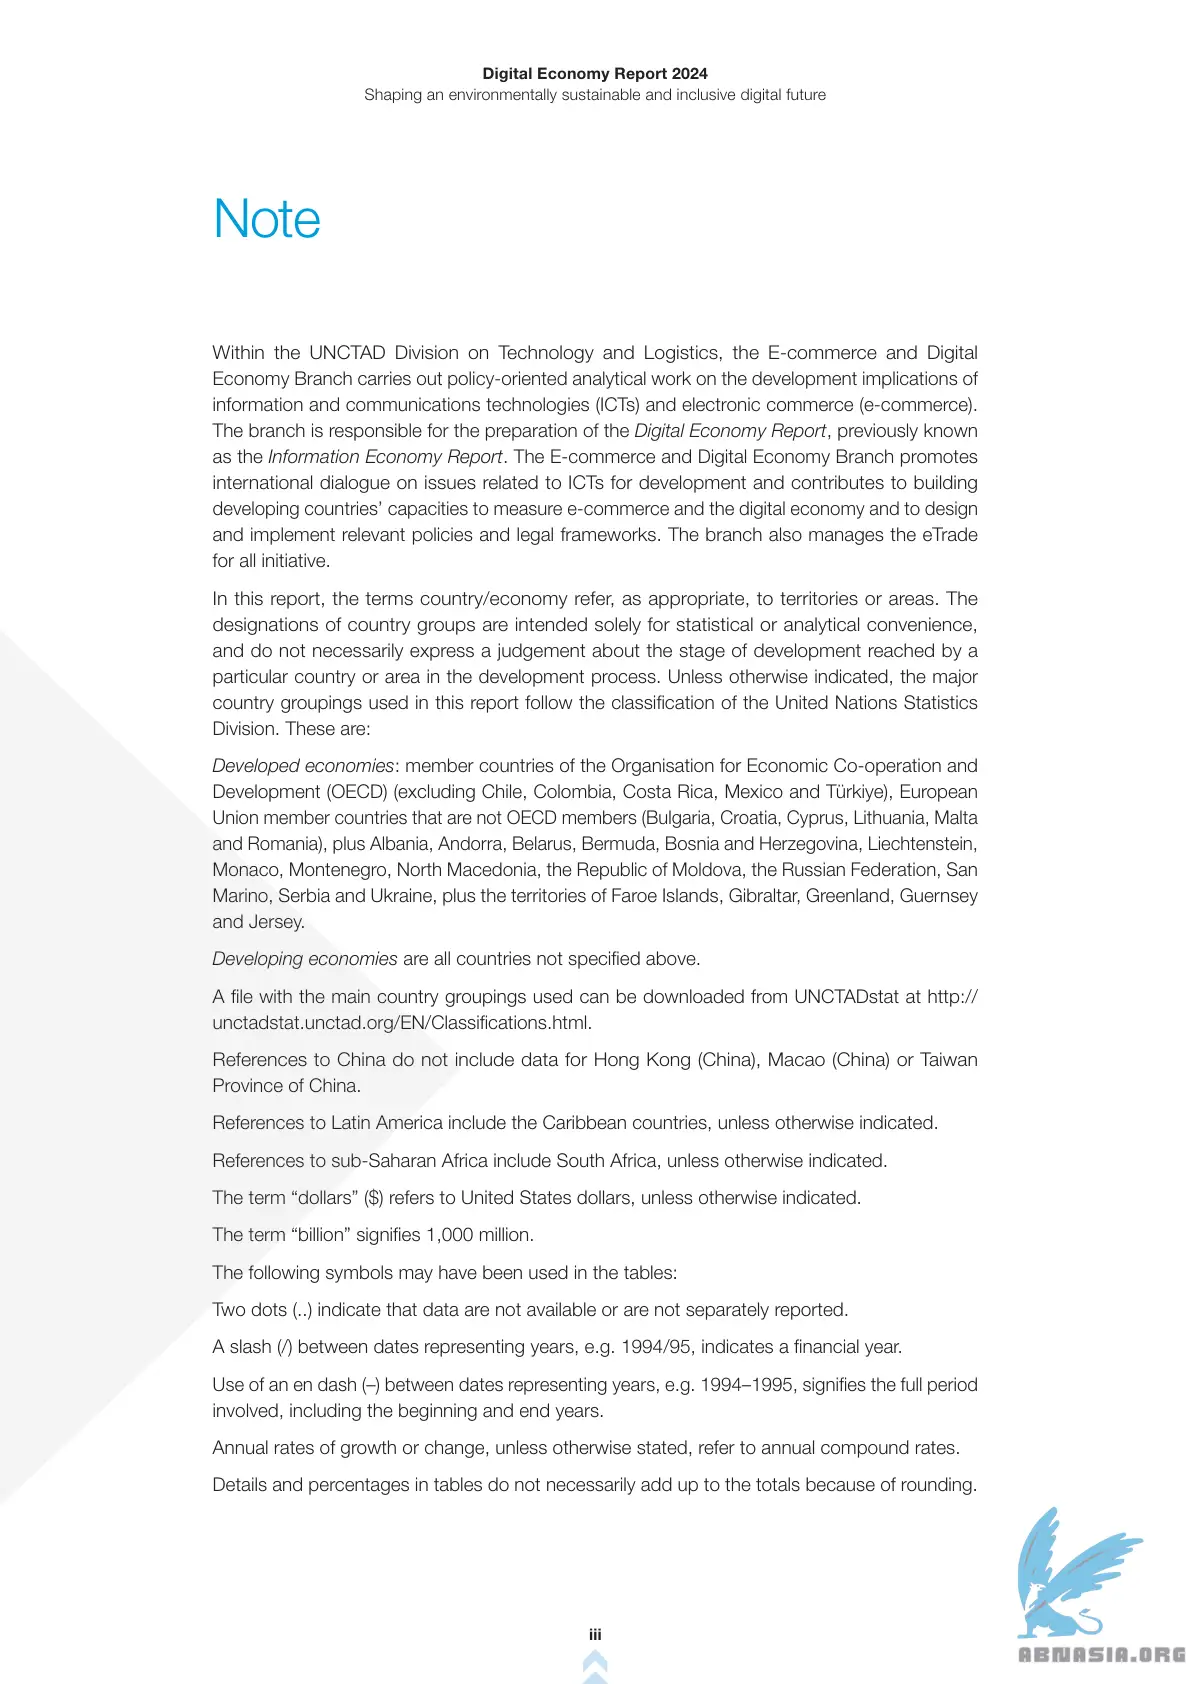 Digital Economy Report 2024
Shaping an environmentally sustainable and inclusive digital future
Note
Within the UNCTAD Division on Technology and Logistics, the E-commerce and Digital
Economy Branch carries out policy-oriented analytical work on the development implications of
information and communications technologies (ICTs) and electronic commerce (e-commerce).
The branch is responsible for the preparation of the Digital Economy Report, previously known
as the Information Economy Report. The E-commerce and Digital Economy Branch promotes
international dialogue on issues related to ICTs for development and contributes to building
developing countries’ capacities to measure e-commerce and the digital economy and to design
and implement relevant policies and legal frameworks. The branch also manages the eTrade
for all initiative.
In this report, the terms country/economy refer, as appropriate, to territories or areas. The
designations of country groups are intended solely for statistical or analytical convenience,
and do not necessarily express a judgement about the stage of development reached by a
particular country or area in the development process. Unless otherwise indicated, the major
country groupings used in this report follow the classification of the United Nations Statistics
Division. These are:
Developed economies: member countries of the Organisation for Economic Co-operation and
Development (OECD) (excluding Chile, Colombia, Costa Rica, Mexico and Türkiye), European
Union member countries that are not OECD members (Bulgaria, Croatia, Cyprus, Lithuania, Malta
and Romania), plus Albania, Andorra, Belarus, Bermuda, Bosnia and Herzegovina, Liechtenstein,
Monaco, Montenegro, North Macedonia, the Republic of Moldova, the Russian Federation, San
Marino, Serbia and Ukraine, plus the territories of Faroe Islands, Gibraltar, Greenland, Guernsey
and Jersey.
Developing economies are all countries not specified above.
A file with the main country groupings used can be downloaded from UNCTADstat at http://
unctadstat.unctad.org/EN/Classifications.html.
References to China do not include data for Hong Kong (China), Macao (China) or Taiwan
Province of China.
References to Latin America include the Caribbean countries, unless otherwise indicated.
References to sub-Saharan Africa include South Africa, unless otherwise indicated.
The term “dollars” ($) refers to United States dollars, unless otherwise indicated.
The term “billion” signifies 1,000 million.
The following symbols may have been used in the tables:
Two dots (..) indicate that data are not available or are not separately reported.
A slash (/) between dates representing years, e.g. 1994/95, indicates a financial year.
Use of an en dash (–) between dates representing years, e.g. 1994–1995, signifies the full period
involved, including the beginning and end years.
Annual rates of growth or change, unless otherwise stated, refer to annual compound rates.
Details and percentages in tables do not necessarily add up to the totals because of rounding.
iii
ABNASIA.ORG